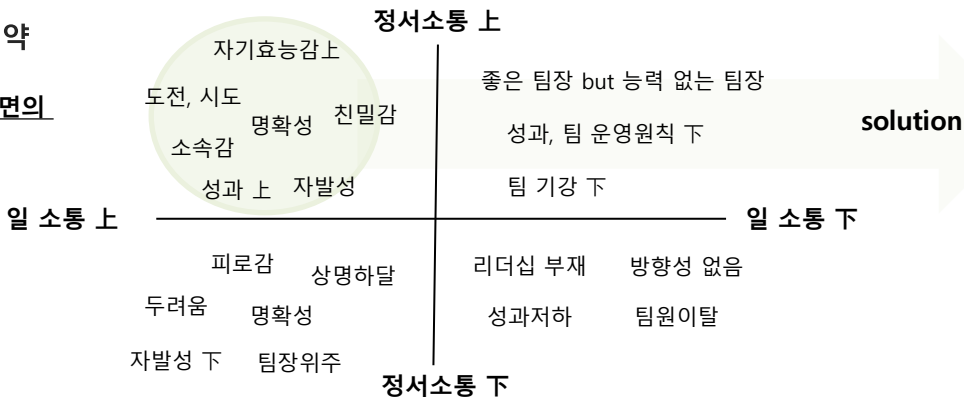 약
면의
정서소통 上
자기효능감上
도전, 시도
명확성
친밀감
소속감
성과 上
자발성
좋은 팀장 but 능력 없는 팀장
성과, 팀 운영원칙 下
팀 기강 下
solution
일 소통 上
일 소통 下
피로감
상명하달
두려움
명확성
자발성 下
팀장위주
리더십 부재
방향성 없음
성과저하
팀원이탈
정서소통 下